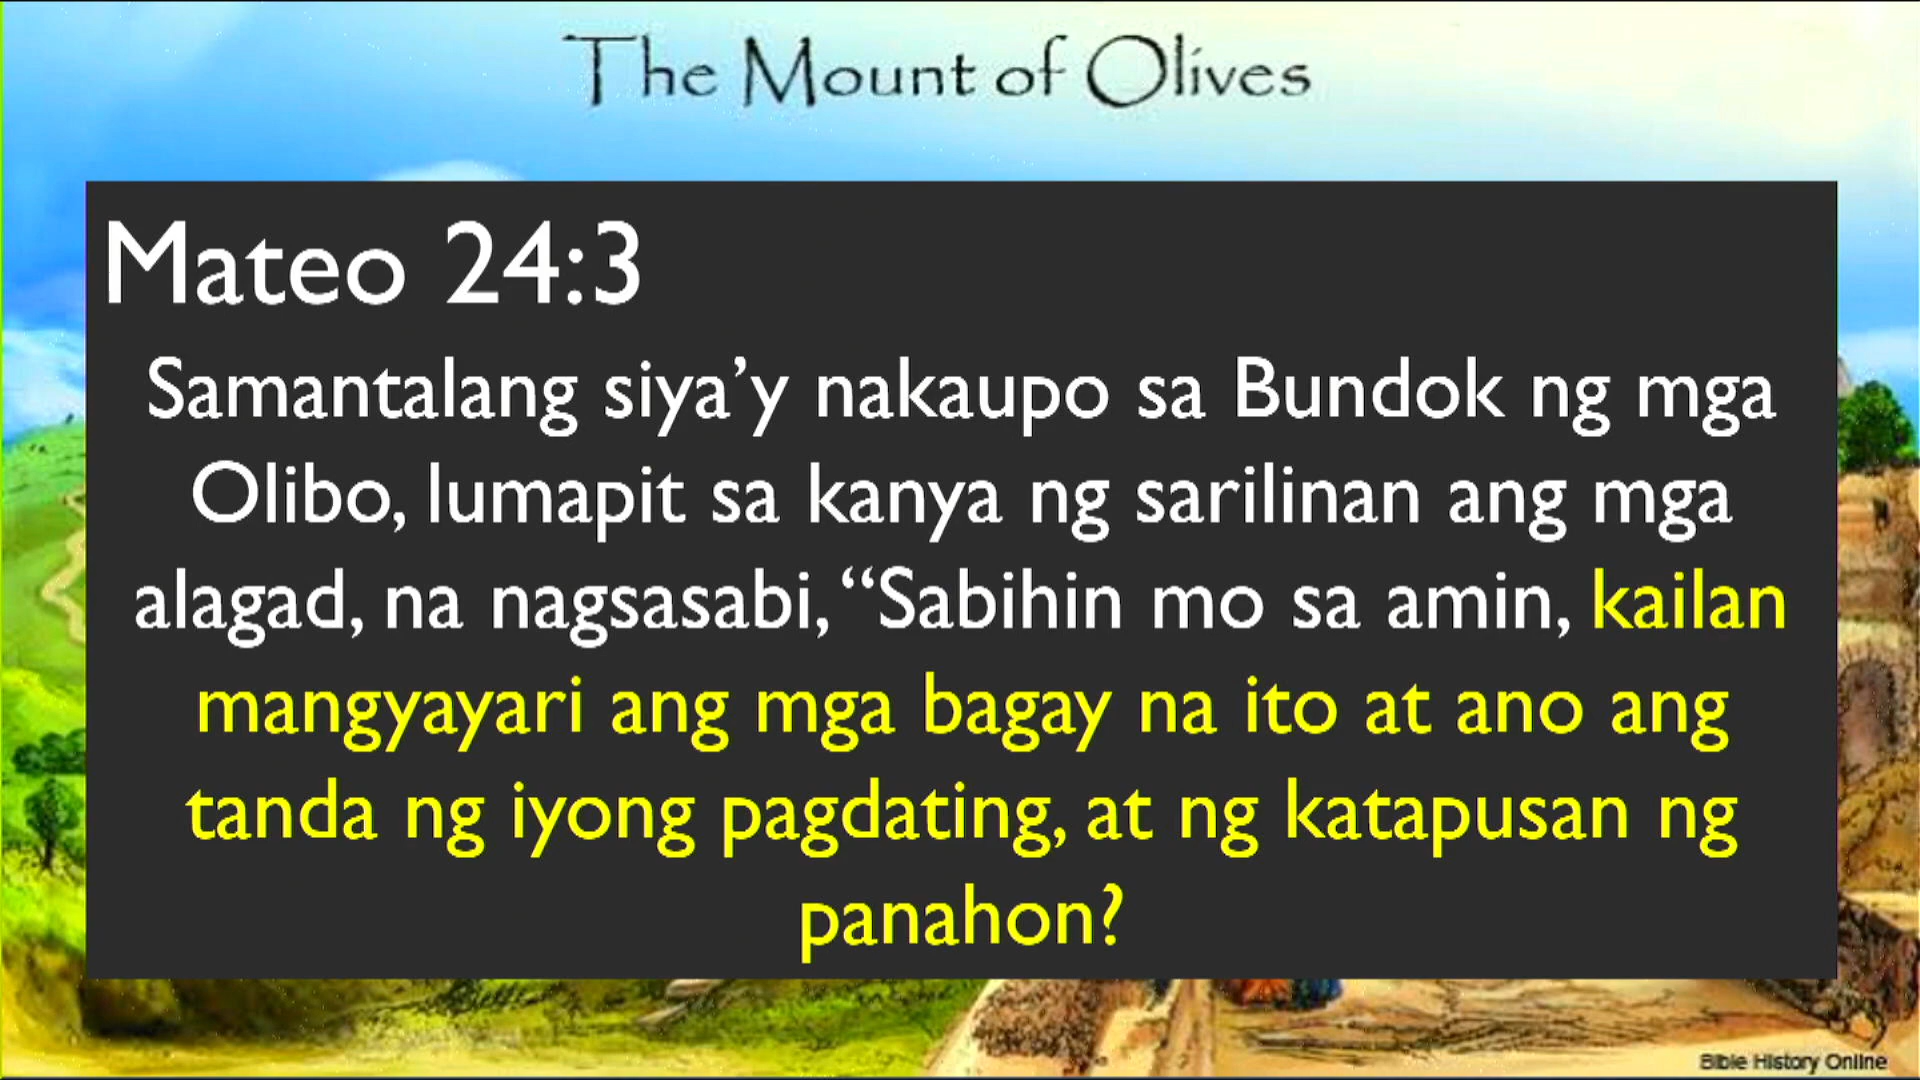 The Mount of Olives
Mateo 24:3
Samantalang siya’y nakaupo sa Bundok ng mga
Olibo, lumapit sa kanya ng sarilinan ang mga
alagad, na nagsasabi, “Sabihin mo sa amin, kailan
mangyayari ang mga bagay na ito at ano ang
tanda ng iyong pagdating, at ng katapusan ng
panahon?
Bible History Online